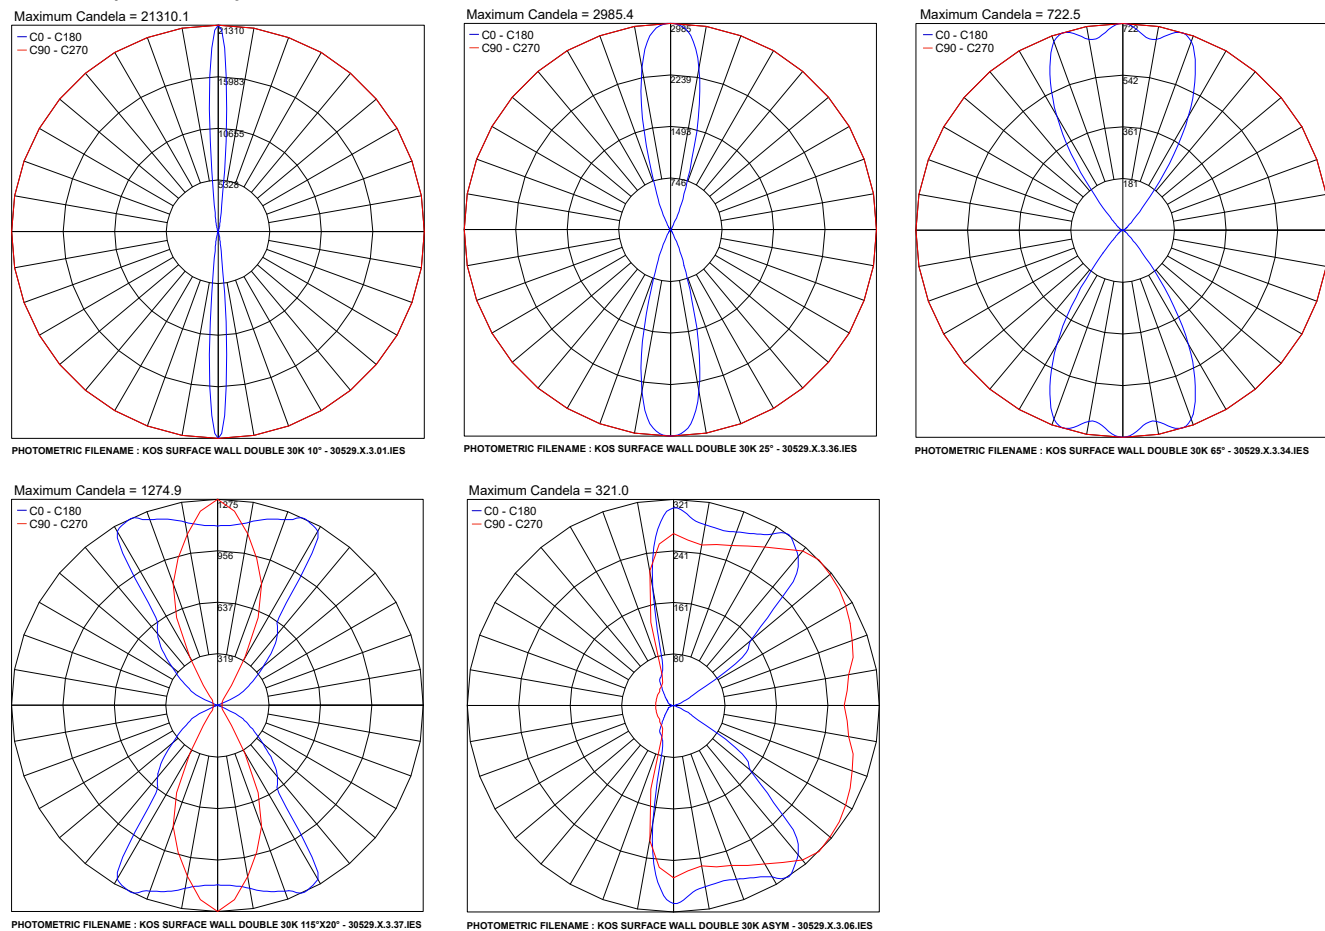 Maximum Candela = 21310.1
C0 - C180
C90 - C270
21310
15983
10655
5328
PHOTOMETRIC FILENAME : KOS SURFACE WALL DOUBLE 30K 10° - 30529.X.3.01.IES
Maximum Candela = 2985.4
C0 - C180
C90 - C270
2985
2239
1493
746
PHOTOMETRIC FILENAME : KOS SURFACE WALL DOUBLE 30K 25° - 30529.X.3.36.IES
Maximum Candela = 722.5
C0 - C180
C90 - C270
722
542
361
181
PHOTOMETRIC FILENAME : KOS SURFACE WALL DOUBLE 30K 65° - 30529.X.3.34.IES
Maximum Candela = 1274.9
C0 - C180
C90 - C270
1275
956
637
319
PHOTOMETRIC FILENAME : KOS SURFACE WALL DOUBLE 30K 115°X20° - 30529.X.3.37.IES
Maximum Candela = 321.0
C0 - C180
C90 - C270
321
241
161
80
PHOTOMETRIC FILENAME : KOS SURFACE WALL DOUBLE 30K ASYM - 30529.X.3.06.IES